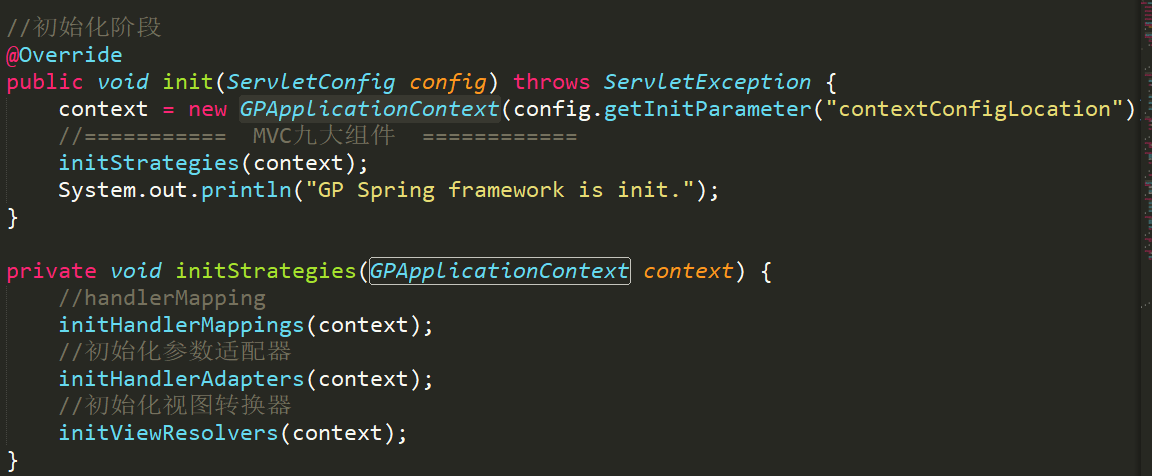 //初始化阶段
@Override
public void init(ServletConfig config) throws ServletException {
    context = new GPApplicationContext(config.getInitParameter("contextConfigLocation")
    //===========  MVC九大组件  ============
    initStrategies(context);
    System.out.println("GP Spring framework is init.");
}

private void initStrategies(GPApplicationContext context) {
    //handlerMapping
    initHandlerMappings(context);
    //初始化参数适配器
    initHandlerAdapters(context);
    //初始化视图转换器
    initViewResolvers(context);
}